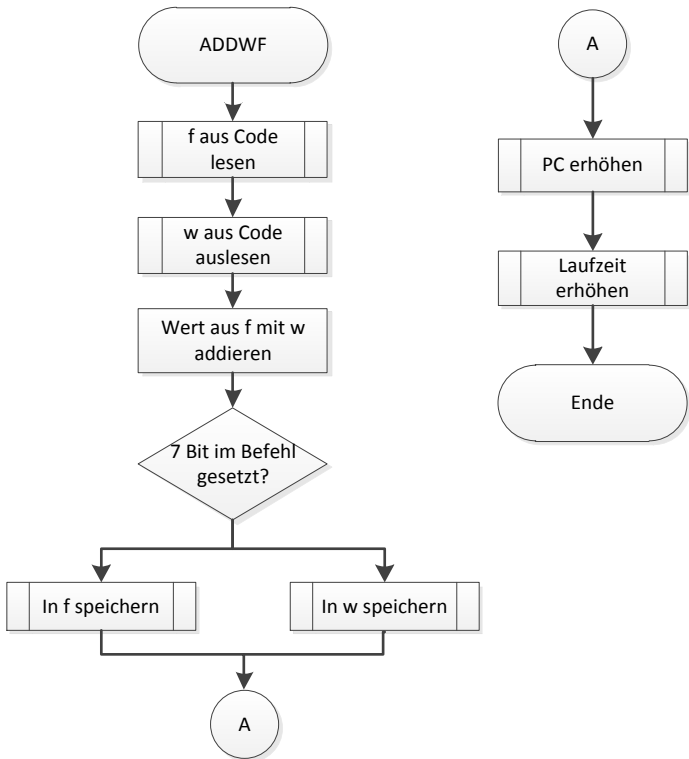 ADDWF
f aus Code
lesen
w aus Code
auslesen
Wert aus f mit w
addieren
7 Bit im Befehl
gesetzt?
In f speichern
In w speichern
A
A
PC erhöhen
Laufzeit
erhöhen
Ende